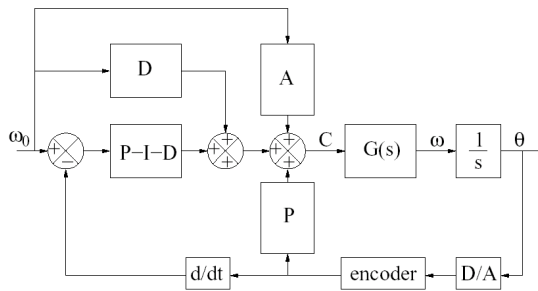 D
A
ω₀
P-I-D
C
G(s)
ω
1
s
θ
+
−
+
+
+
+
+
P
d/dt
encoder
D/A